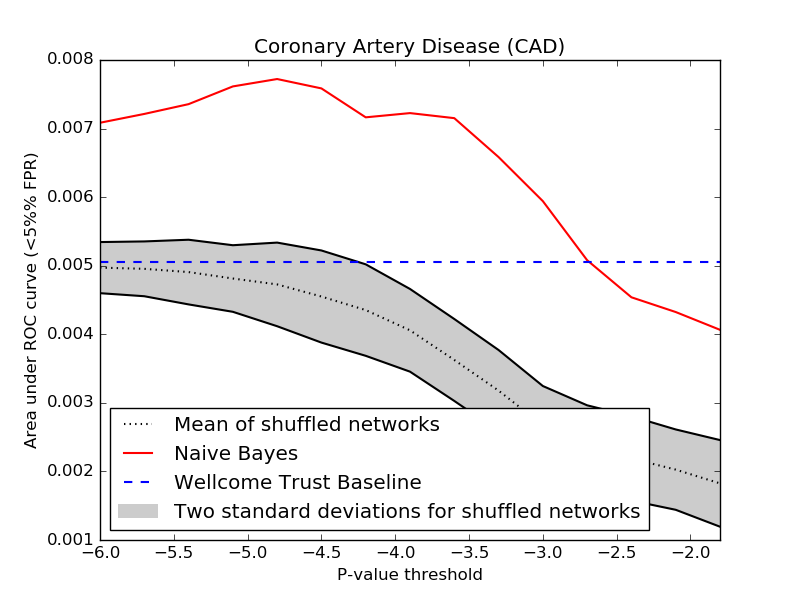 Coronary Artery Disease (CAD)
0.008
0.007
0.006
0.005
0.004
0.003
0.002
0.001
Area under ROC curve (<5%% FPR)
Mean of shuffled networks
Naive Bayes
Wellcome Trust Baseline
Two standard deviations for shuffled networks
−6.0 −5.5 −5.0 −4.5 −4.0 −3.5 −3.0 −2.5 −2.0
P-value threshold